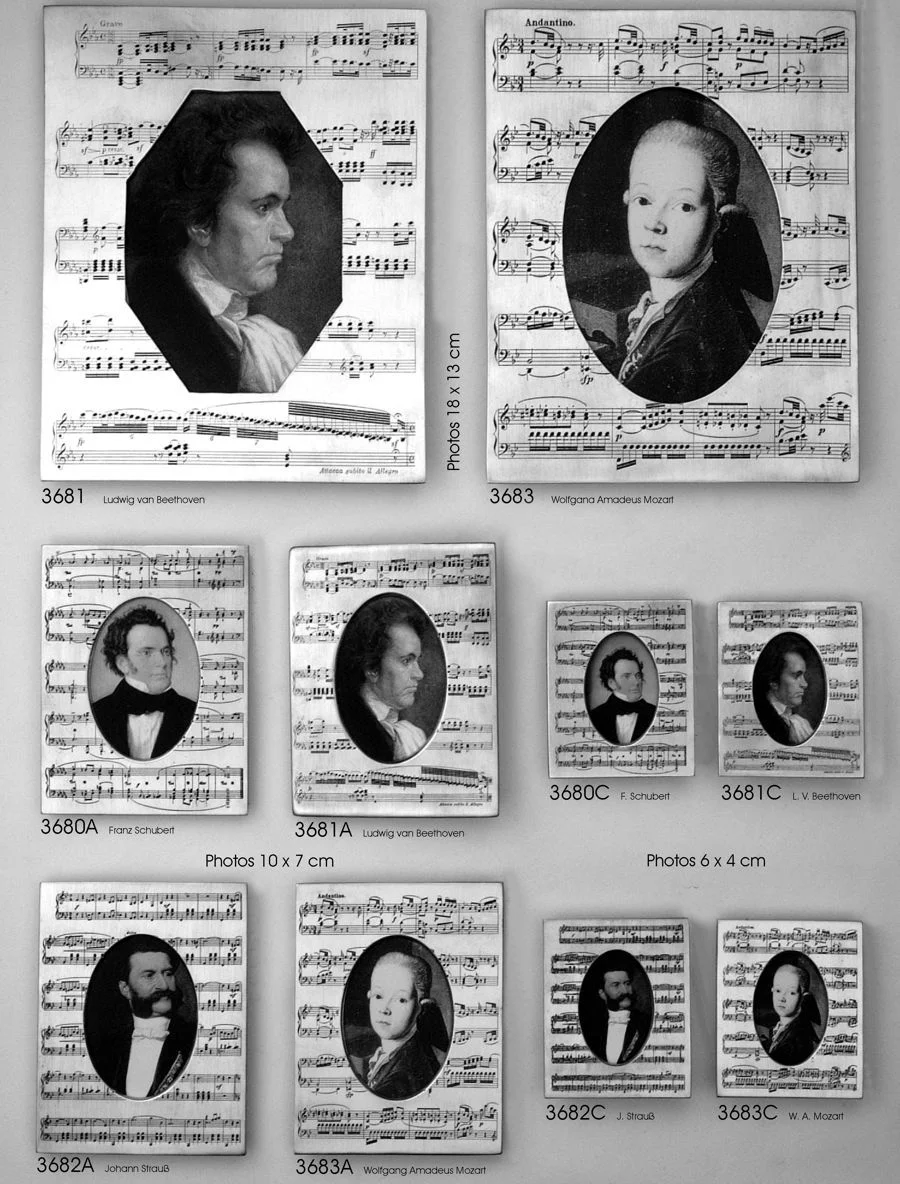 Grave
Andantino.
Attacca subito il Allegro
Photos 18 x 13 cm
3681 Ludwig van Beethoven
3683 Wolfgana Amadeus Mozart
3680A Franz Schubert
3681A Ludwig van Beethoven
3680C F. Schubert
3681C L. V. Beethoven
Photos 10 x 7 cm
Photos 6 x 4 cm
Andantino.
3682A Johann Strauß
3683A Wolfgang Amadeus Mozart
3682C J. Strauß
3683C W. A. Mozart